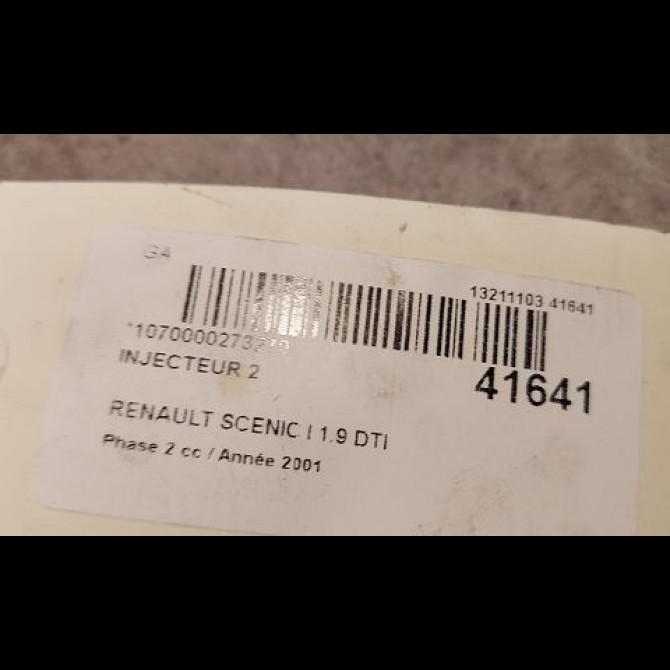 GA
13211103 41641
INJECTEUR 2
41641
RENAULT SCENIC I 1.9 DTI
Phase 2 cc / Année 2001